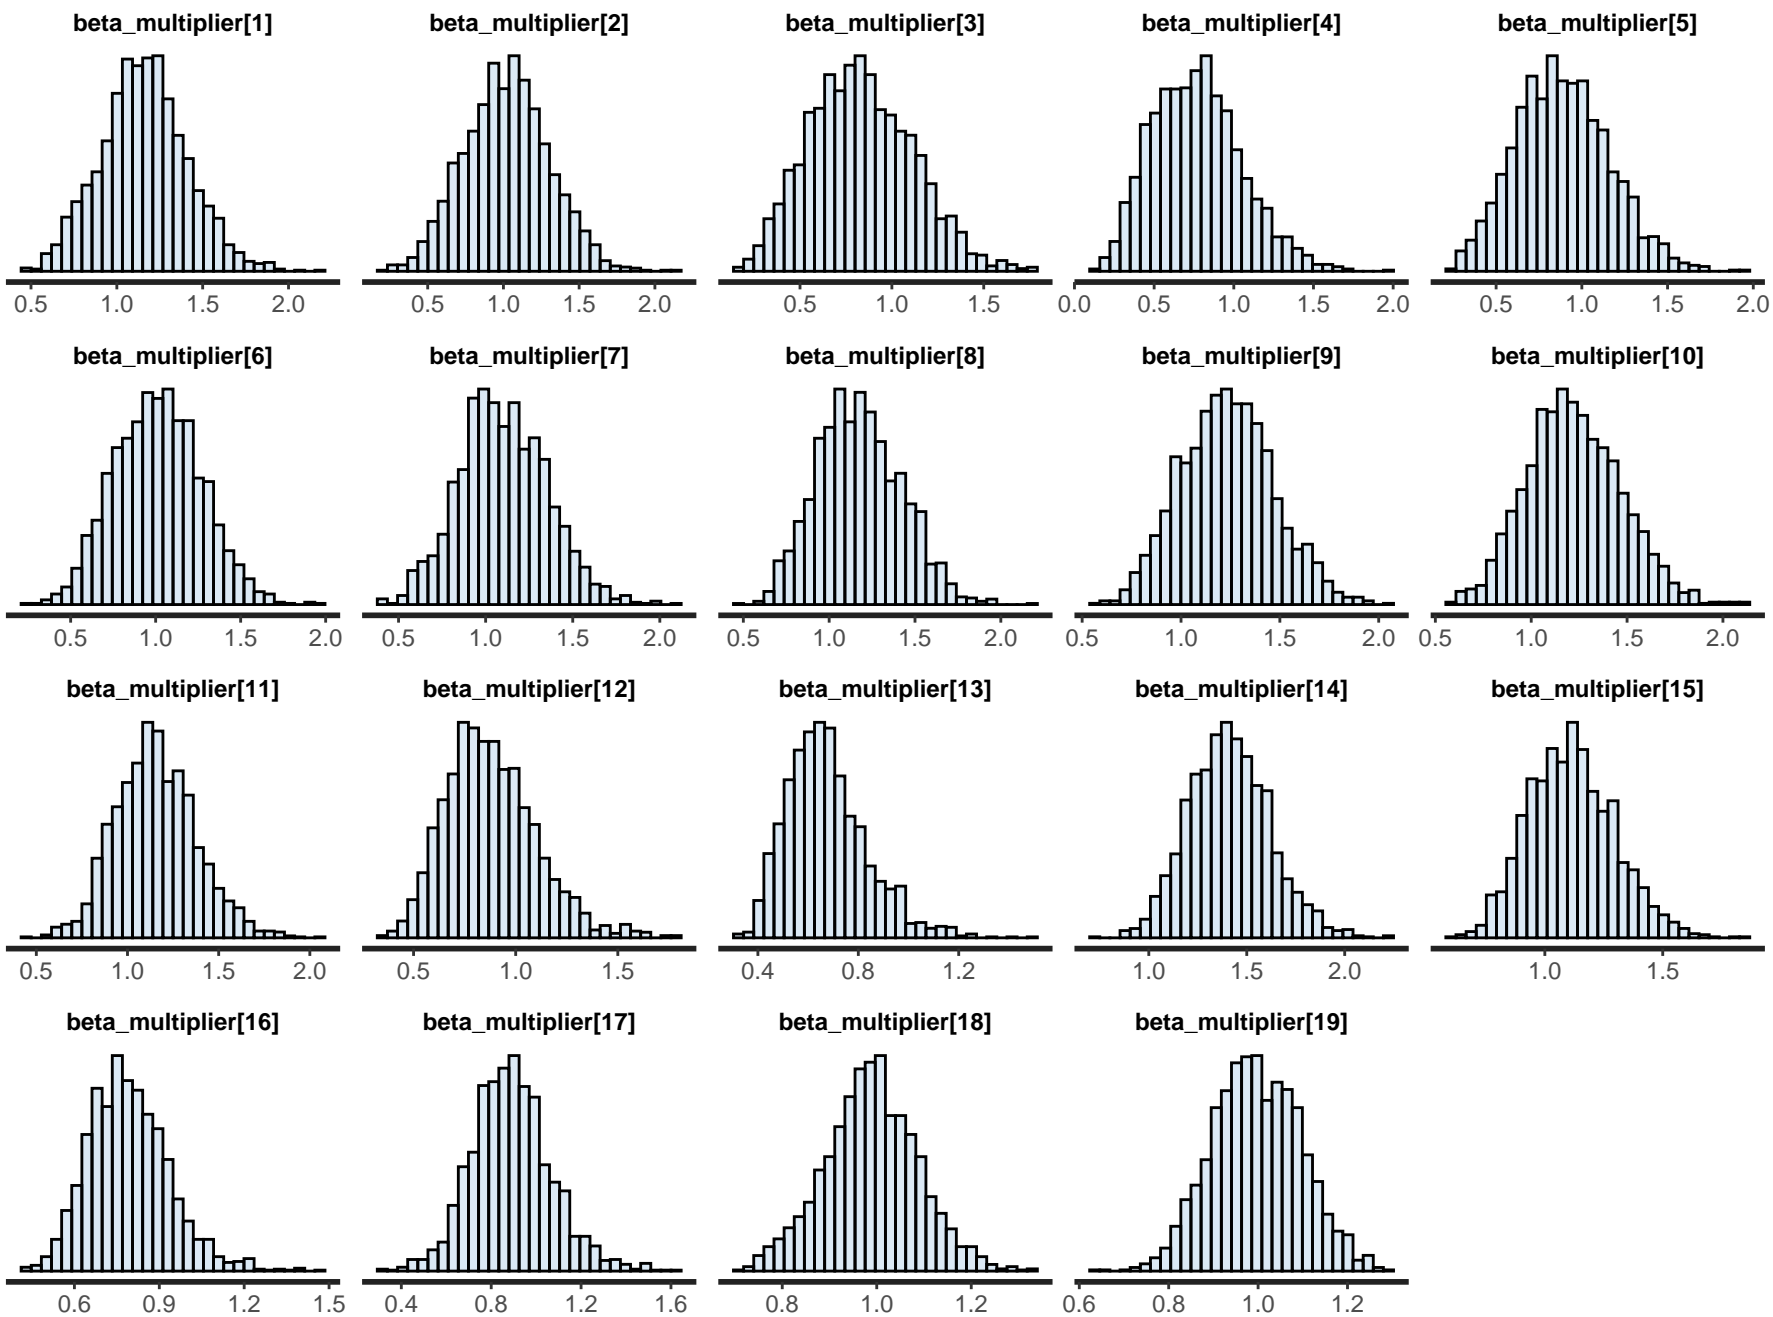 beta_multiplier[1] beta_multiplier[2] beta_multiplier[3] beta_multiplier[4] beta_multiplier[5]
0.5 1.0 1.5 2.0 0.5 1.0 1.5 2.0 0.5 1.0 1.5 0.0 0.5 1.0 1.5 2.0 0.5 1.0 1.5 2.0
beta_multiplier[6] beta_multiplier[7] beta_multiplier[8] beta_multiplier[9] beta_multiplier[10]
0.5 1.0 1.5 2.0 0.5 1.0 1.5 2.0 0.5 1.0 1.5 2.0 0.5 1.0 1.5 2.0 0.5 1.0 1.5 2.0
beta_multiplier[11] beta_multiplier[12] beta_multiplier[13] beta_multiplier[14] beta_multiplier[15]
0.5 1.0 1.5 2.0 0.5 1.0 1.5 0.4 0.8 1.2 1.0 1.5 2.0 1.0 1.5
beta_multiplier[16] beta_multiplier[17] beta_multiplier[18] beta_multiplier[19]
0.6 0.9 1.2 1.5 0.4 0.8 1.2 1.6 0.8 1.0 1.2 0.6 0.8 1.0 1.2